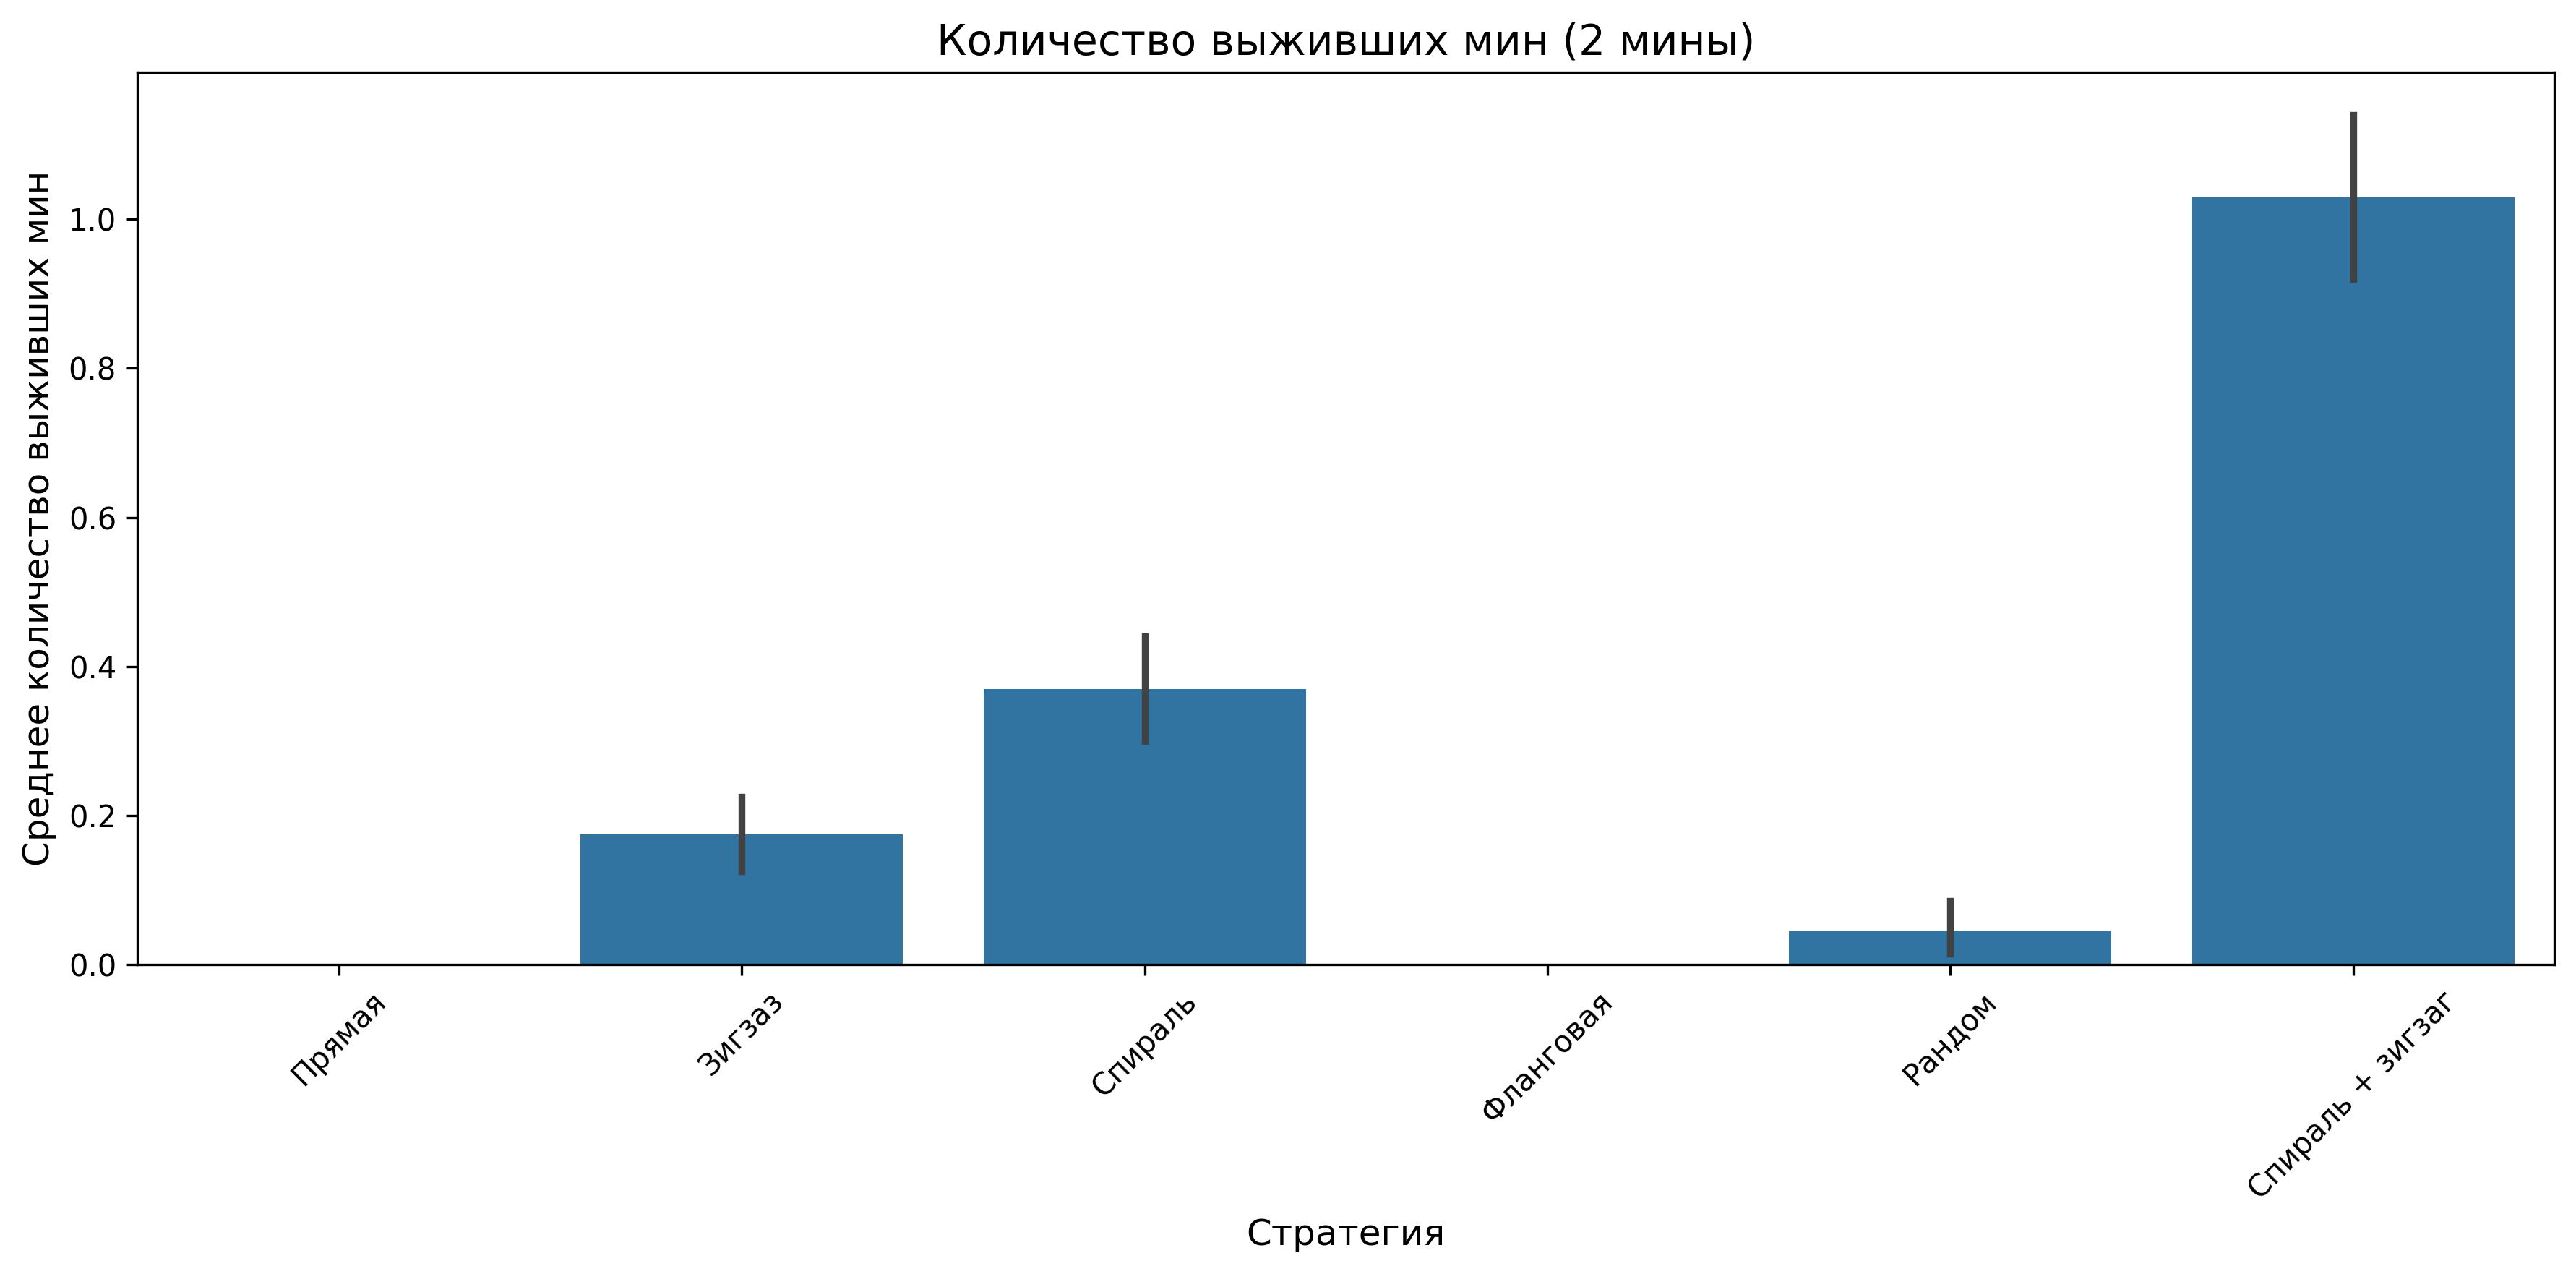 Количество выживших мин (2 мины)
Среднее количество выживших мин
1.0
0.8
0.6
0.4
0.2
0.0
Прямая
Зигзаз
Спираль
Фланговая
Рандом
Спираль + зигзаг
Стратегия